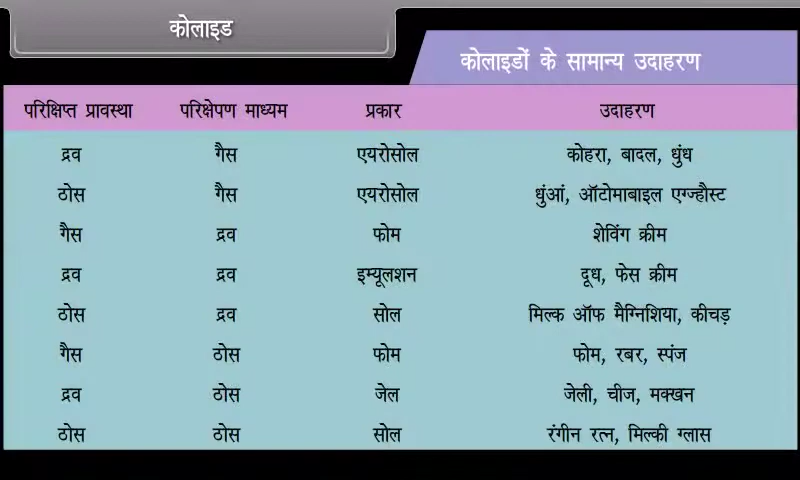 कोलाइड
कोलाइडों के सामान्य उदाहरण
परिक्षिप्त प्रावस्था परिक्षेपण माध्यम प्रकार उदाहरण
द्रव गैस एयरोसोल कोहरा, बादल, धुंध
ठोस गैस एयरोसोल धुंआं, ऑटोमाबाइल एग्ज्हौस्ट
गैस द्रव फोम शेविंग क्रीम
द्रव द्रव इम्यूलशन दूध, फेस क्रीम
ठोस द्रव सोल मिल्क ऑफ मैग्निशिया, कीचड़
गैस ठोस फोम फोम, रबर, स्पंज
द्रव ठोस जेल जेली, चीज, मक्खन
ठोस ठोस सोल रंगीन रत्न, मिल्की ग्लास